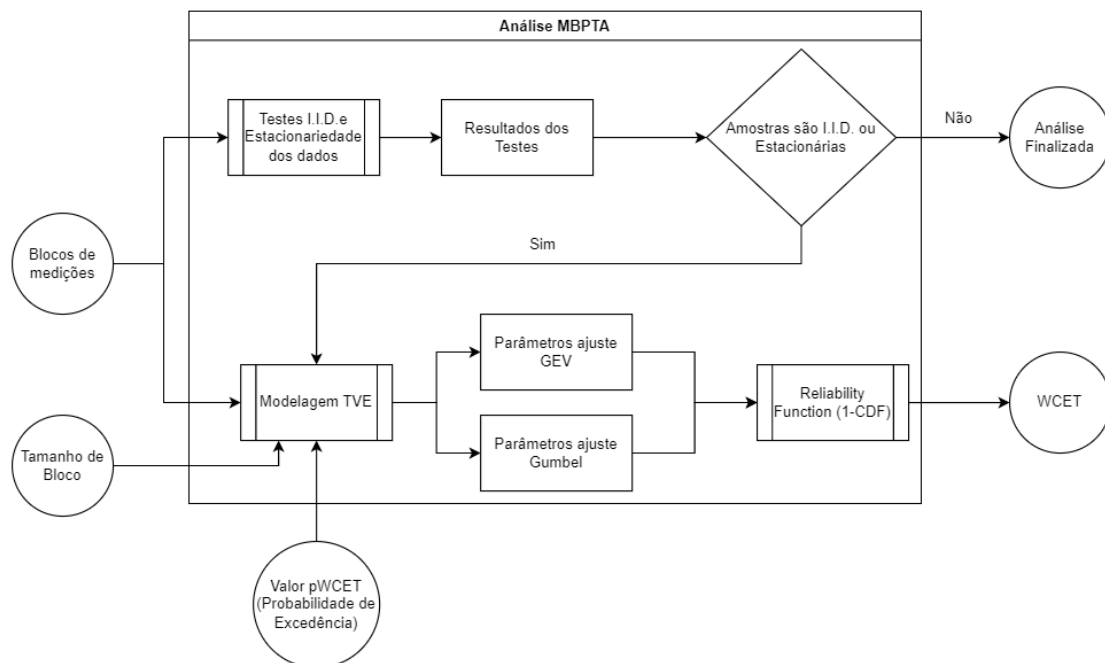 Análise MBPTA
Testes I.I.D.e
Estacionariedade
dos dados
Resultados dos
Testes
Amostras são I.I.D. ou
Estacionárias
Não
Análise
Finalizada
Sim
Blocos de
medições
Parâmetros ajuste
GEV
Modelagem TVE
Reliability
Function (1-CDF)
WCET
Parâmetros ajuste
Gumbel
Tamanho de
Bloco
Valor pWCET
(Probabilidade de
Excedência)